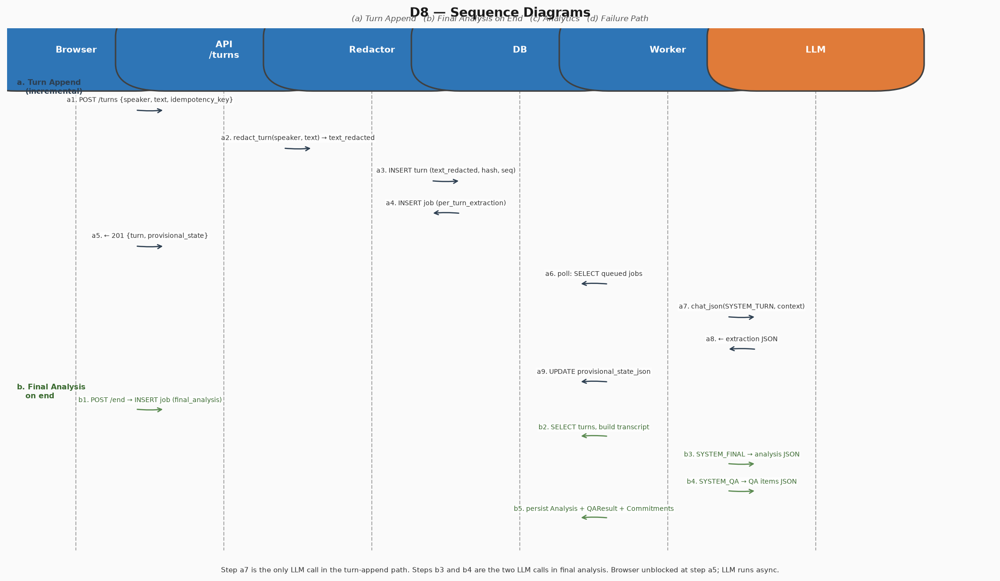 D8 — Sequence Diagrams
(a) Turn Append (b) Final Analysis on End (c) Analytics (d) Failure Path
Browser
API
/turns
Redactor
DB
Worker
LLM
a. Turn Append
(incremental)
a1. POST /turns {speaker, text, idempotency_key}
a2. redact_turn(speaker, text) → text_redacted
a3. INSERT turn (text_redacted, hash, seq)
a4. INSERT job (per_turn_extraction)
a5. ← 201 {turn, provisional_state}
a6. poll: SELECT queued jobs
a7. chat_json(SYSTEM_TURN, context)
a8. ← extraction JSON
a9. UPDATE provisional_state_json
b. Final Analysis
on end
b1. POST /end → INSERT job (final_analysis)
b2. SELECT turns, build transcript
b3. SYSTEM_FINAL → analysis JSON
b4. SYSTEM_QA → QA items JSON
b5. persist Analysis + QAResult + Commitments
Step a7 is the only LLM call in the turn-append path. Steps b3 and b4 are the two LLM calls in final analysis. Browser unblocked at step a5; LLM runs async.